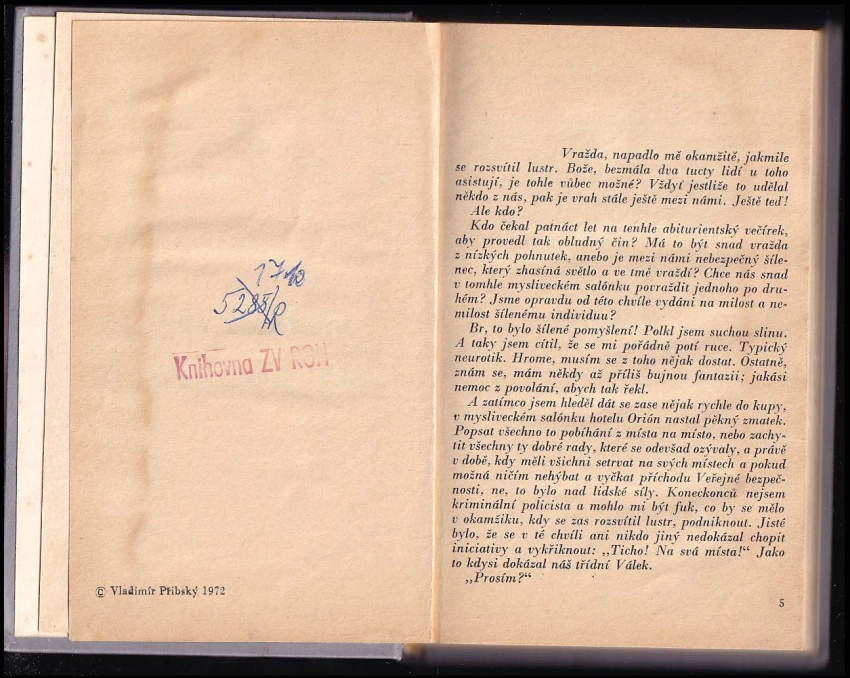 5288/R
Knihovna ZV ROH
© Vladimír Přibský 1972
Vražda, napadlo mě okamžitě, jakmile
se rozsvítil lustr. Bože, bezmála dva tucty lidí u toho
asistují, je tohle vůbec možné? Vždyť jestliže to udělal
někdo z nás, pak je vrah stále ještě mezi námi. Ještě teď!
Ale kdo?
Kdo čekal patnáct let na tenhle abiturientský večírek,
aby provedl tak obludný čin? Má to být snad vražda
z nízkých pohnutek, anebo je mezi námi nebezpečný šíle-
nec, který zhasíná světlo a ve tmě vraždí? Chce nás snad
v tomhle mysliveckém salónku povraždit jednoho po dru-
hém? Jsme opravdu od této chvíle vydáni na milost a ne-
milost šílenému individuu?
Br, to bylo šílené pomyšlení! Polkl jsem suchou slinu.
A taky jsem cítil, že se mi pořádně potí ruce. Typický
neurotik. Hrome, musím se z toho nějak dostat. Ostatně,
znám se, mám někdy až příliš bujnou fantazii; jakási
nemoc z povolání, abych tak řekl.
A zatímco jsem hleděl dát se zase nějak rychle do kupy,
v mysliveckém salónku hotelu Orión nastal pěkný zmatek.
Popsat všechno to pobíhání z místa na místo, nebo zachy-
tit všechny ty dobré rady, které se odevšad ozývaly, a právě
v době, kdy měli všichni setrvat na svých místech a pokud
možná ničím nehýbat a vyčkat příchodu Veřejné bezpeč-
nosti, ne, to bylo nad lidské síly. Koneckonců nejsem
kriminální policista a mohlo mi být fuk, co by se mělo
v okamžiku, kdy se zas rozsvítil lustr, podniknout. Jisté
bylo, že se v té chvíli ani nikdo jiný nedokázal chopit
iniciativy a vykřiknout: „Ticho! Na svá místa!“ Jako
to kdysi dokázal náš třídní Válek.
„Prosím?“
5